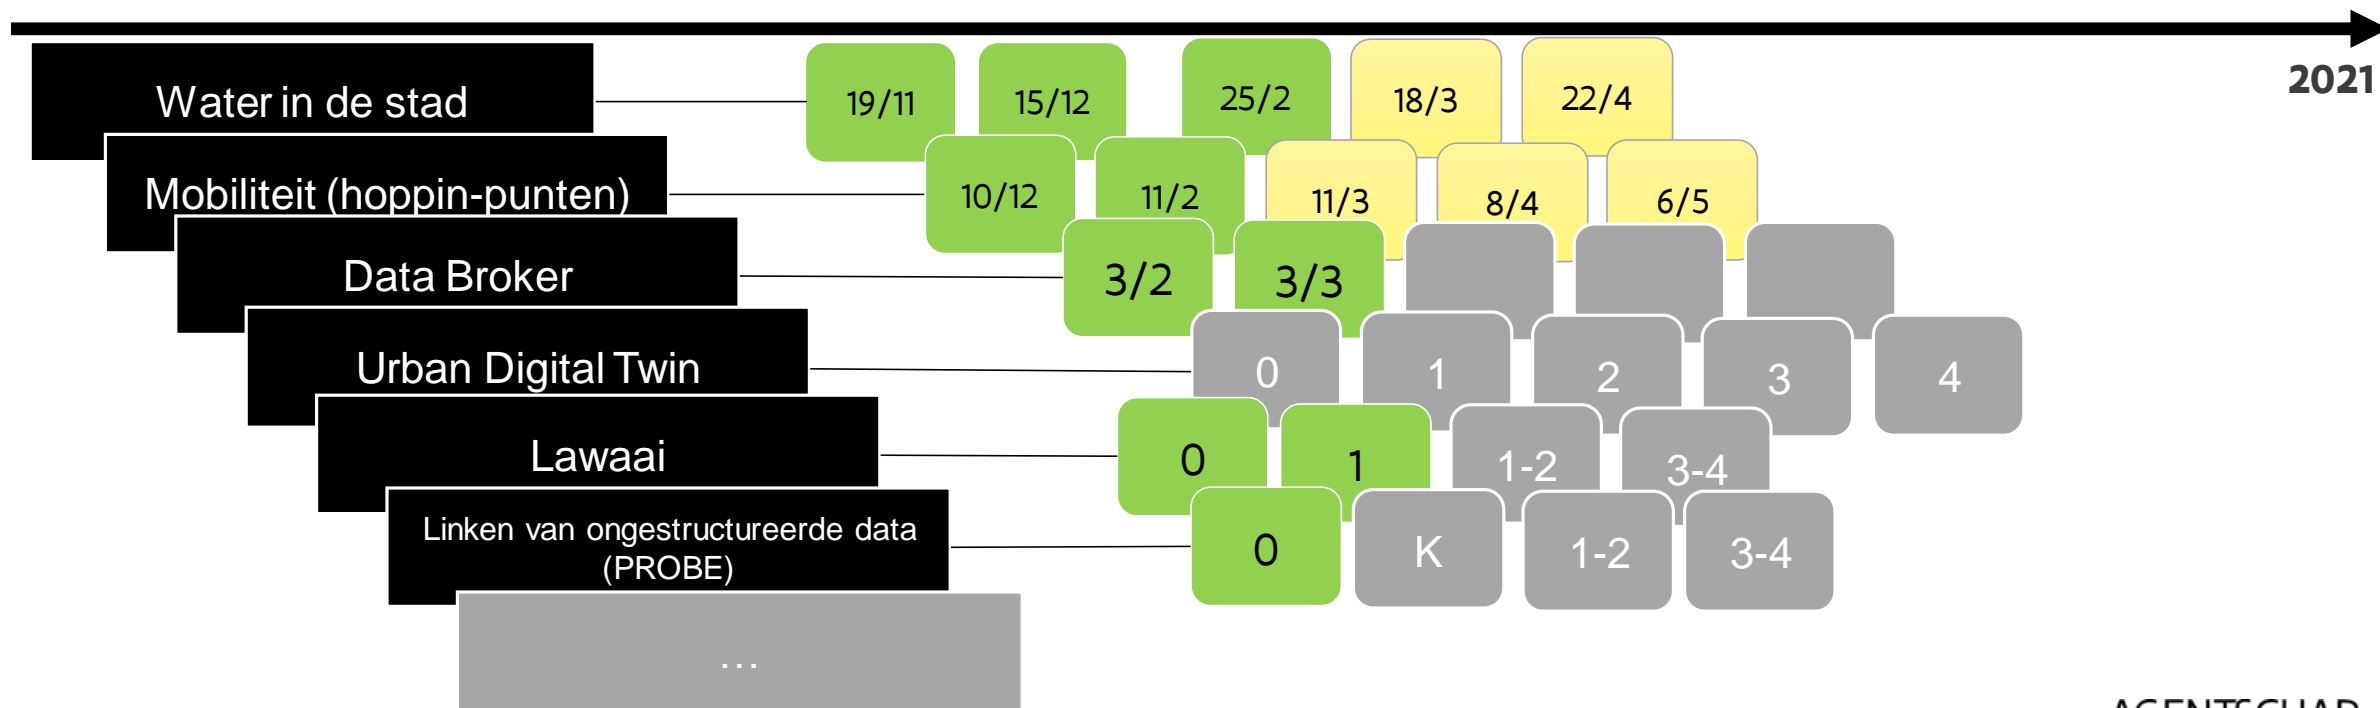 2021
Water in de stad
19/11
15/12
25/2
18/3
22/4
Mobiliteit (hoppin-punten)
10/12
11/2
11/3
8/4
6/5
Data Broker
3/2
3/3
Urban Digital Twin
0
1
2
3
4
Lawaai
0
1
1-2
3-4
Linken van ongestructureerde data
(PROBE)
0
K
1-2
3-4
...
AGENTSCHAP